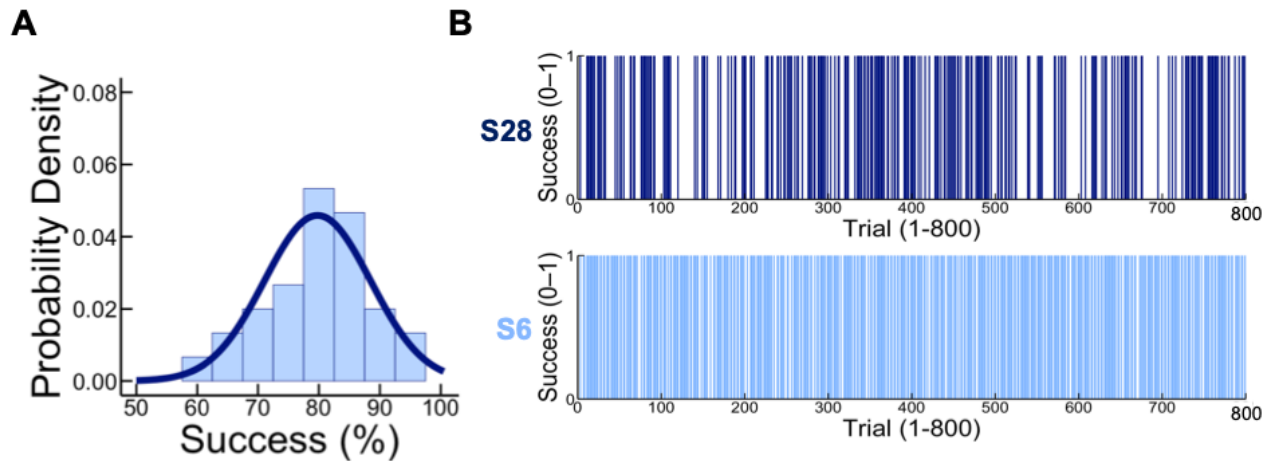 A
Probability Density
0.08
0.06
0.04
0.02
0.00
50 60 70 80 90 100
Success (%)
B
S28
Success (0–1)
1
0
0 100 200 300 400 500 600 700 800
Trial (1-800)
S6
Success (0–1)
1
0
0 100 200 300 400 500 600 700 800
Trial (1-800)